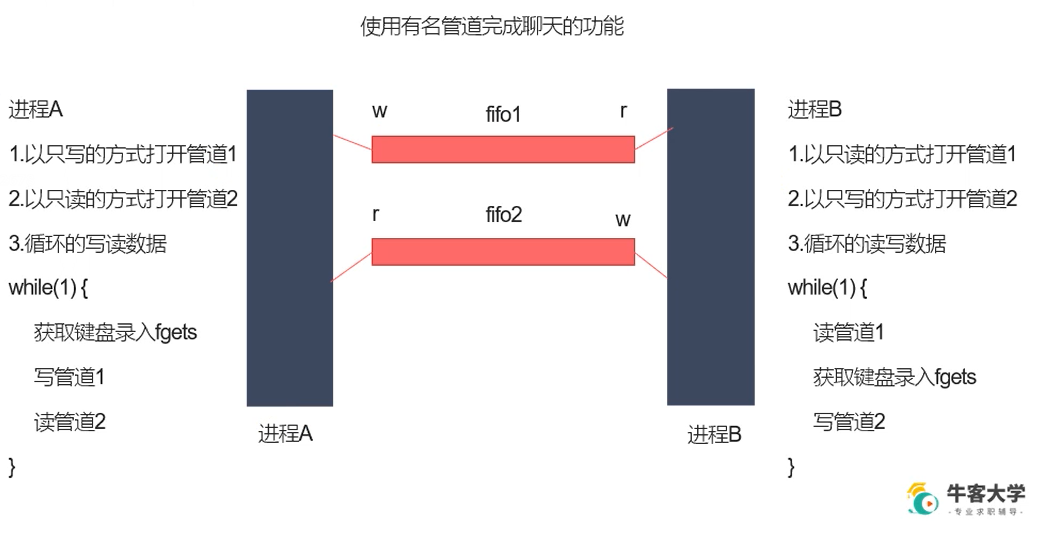 使用有名管道完成聊天的功能
进程A
1.以只写的方式打开管道1
2.以只读的方式打开管道2
3.循环的写读数据
while(1) {
获取键盘录入fgets
写管道1
读管道2
}
w
fifo1
r
r
fifo2
w
进程A
进程B
进程B
1.以只读的方式打开管道1
2.以只写的方式打开管道2
3.循环的读写数据
while(1) {
读管道1
获取键盘录入fgets
写管道2
}
牛客大学
-专业求职辅导-